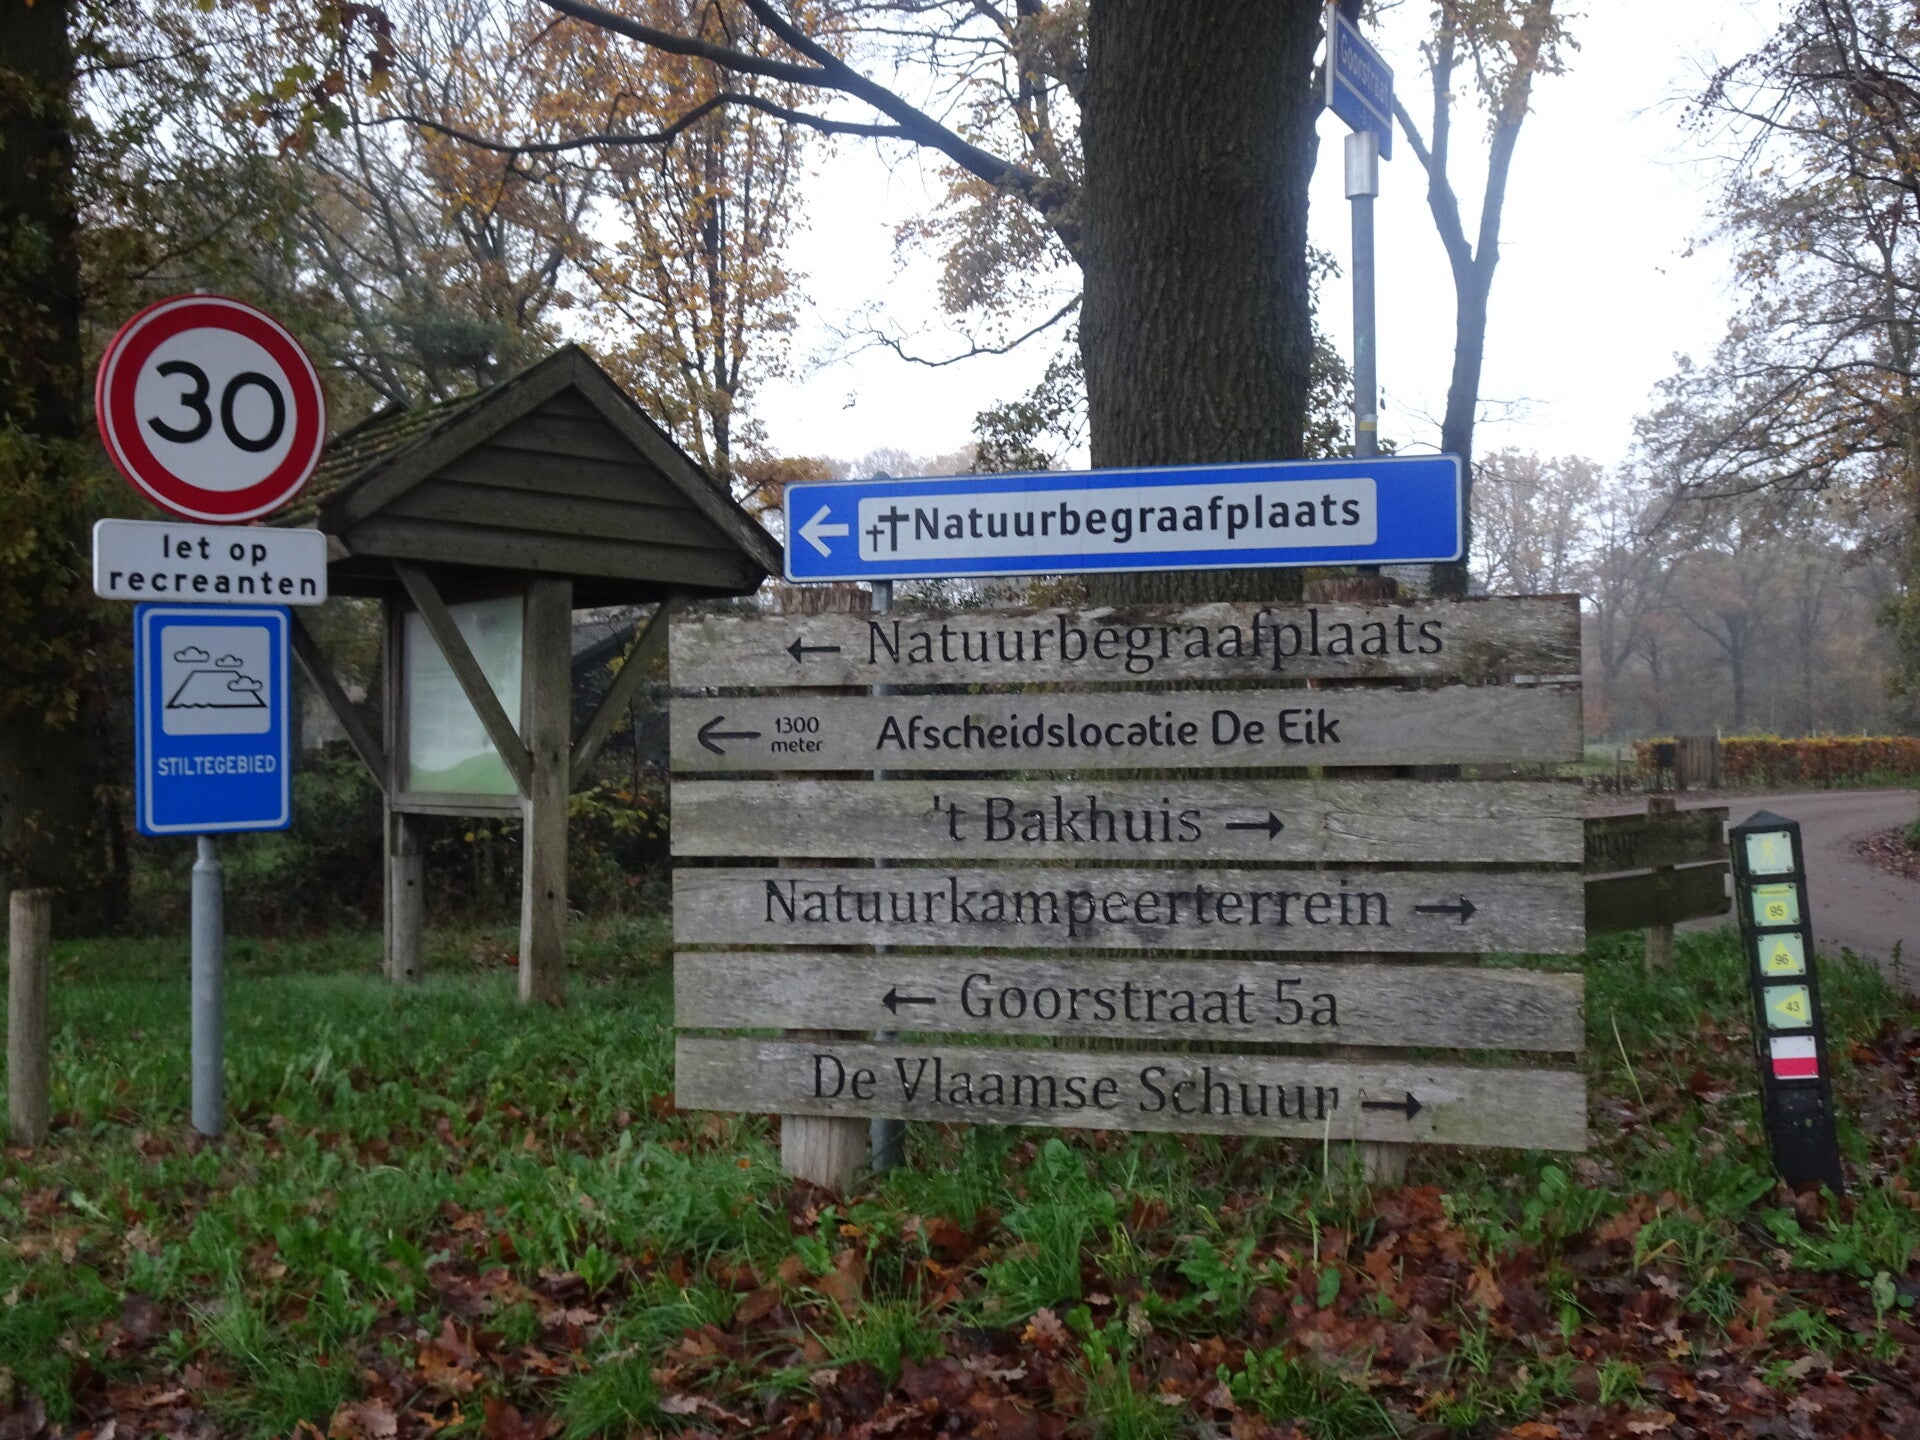 Goorstraat
30
let op
recreanten
STILTEGEBIED
Natuurbegraafplaats
← Natuurbegraafplaats
← 1300 meter Afscheidslocatie De Eik
't Bakhuis →
Natuurkampeerterrein →
← Goorstraat 5a
De Vlaamse Schuur →
95
96
43